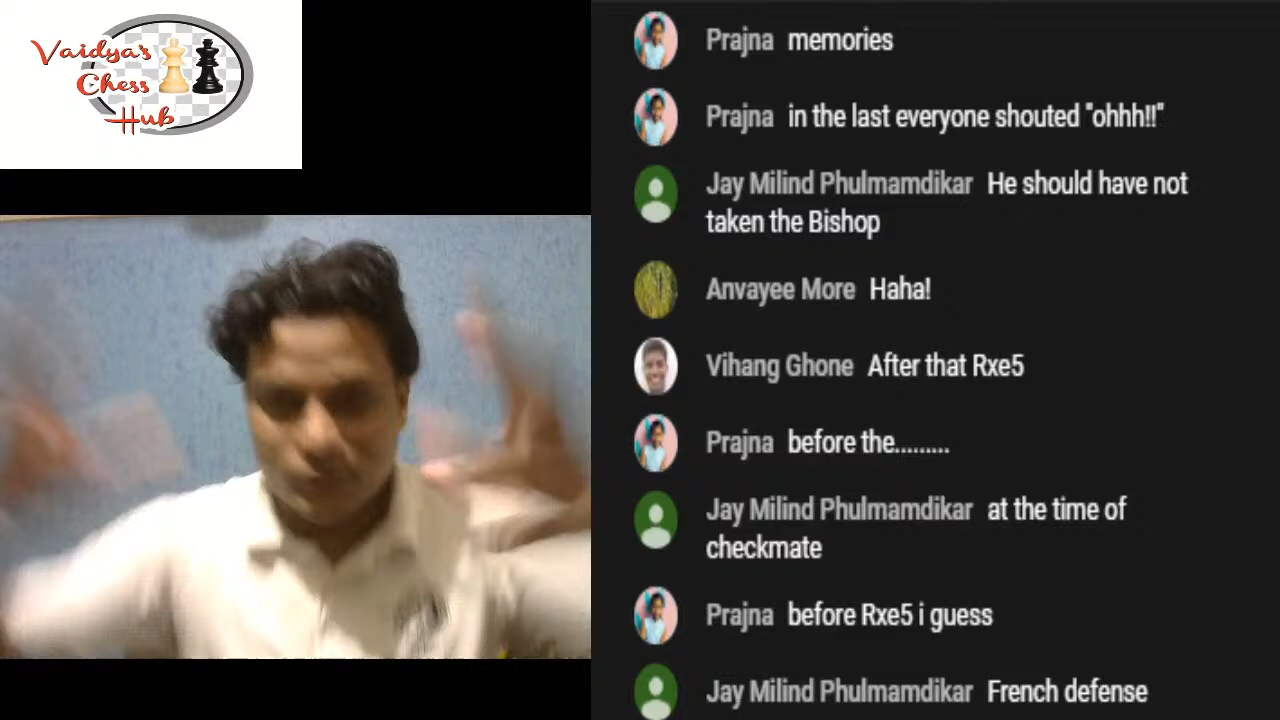 Vaidya's
Chess
Hub
Prajna memories
Prajna in the last everyone shouted "ohhh!!"
Jay Milind Phulmamdikar He should have not
taken the Bishop
Anvayee More Haha!
Vihang Ghone After that Rxe5
Prajna before the.........
Jay Milind Phulmamdikar at the time of
checkmate
Prajna before Rxe5 i guess
Jay Milind Phulmamdikar French defense